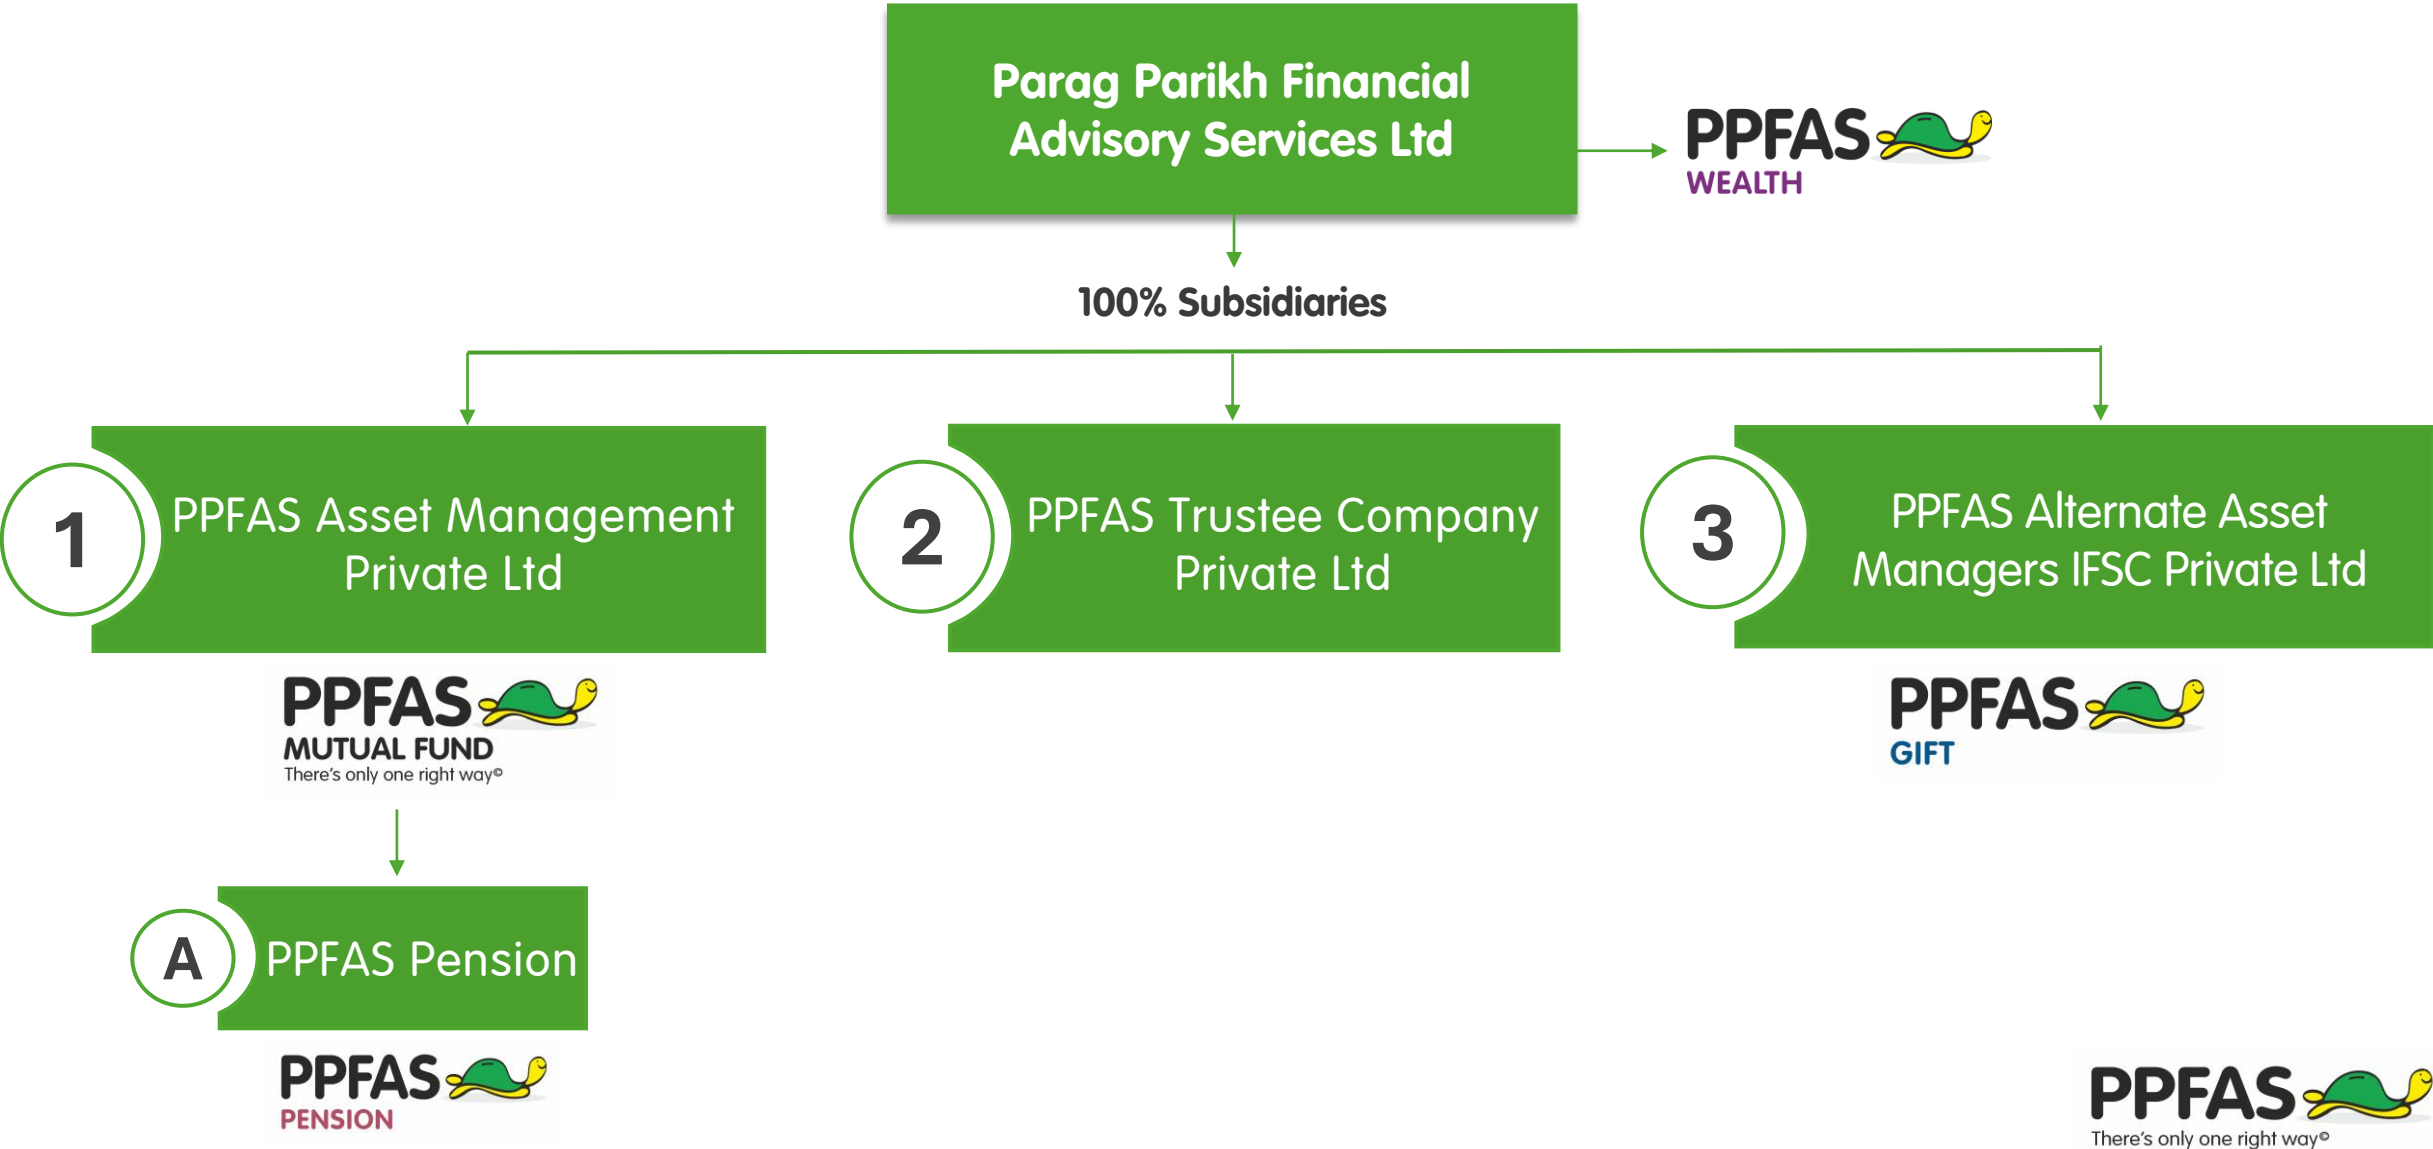 Parag Parikh Financial
Advisory Services Ltd
PPFAS
WEALTH
100% Subsidiaries
1
PPFAS Asset Management
Private Ltd
2
PPFAS Trustee Company
Private Ltd
3
PPFAS Alternate Asset
Managers IFSC Private Ltd
PPFAS
MUTUAL FUND
There's only one right way©
PPFAS
GIFT
A
PPFAS Pension
PPFAS
PENSION
PPFAS
There's only one right way©